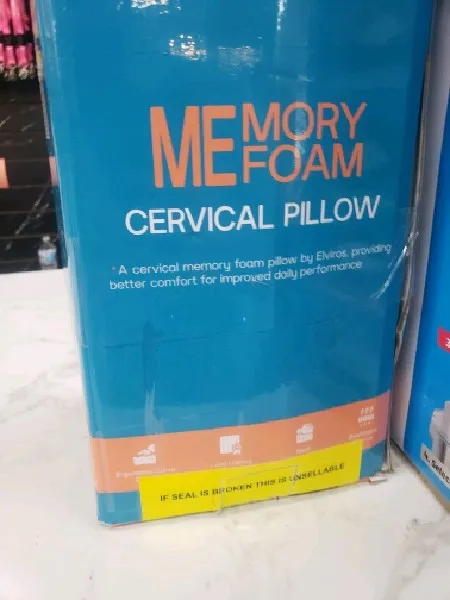 MEMORY
FOAM
CERVICAL PILLOW
* A cervical memory foam pillow by Elviros, providing
better comfort for improved daily performance
IF SEAL IS BROKEN THIS IS UNSELLABLE